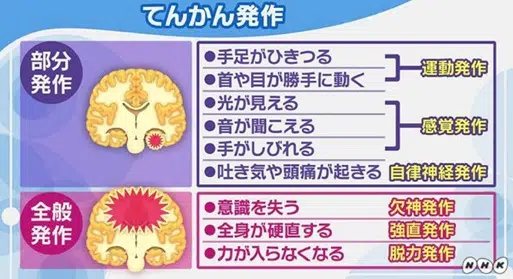 てんかん発作
部分
発作
●手足がひきつる
●首や目が勝手に動く
運動発作
●光が見える
●音が聞こえる
●手がしびれる
感覚発作
●吐き気や頭痛が起きる 自律神経発作
全般
発作
●意識を失う 欠神発作
●全身が硬直する 強直発作
●力が入らなくなる 脱力発作
NHK